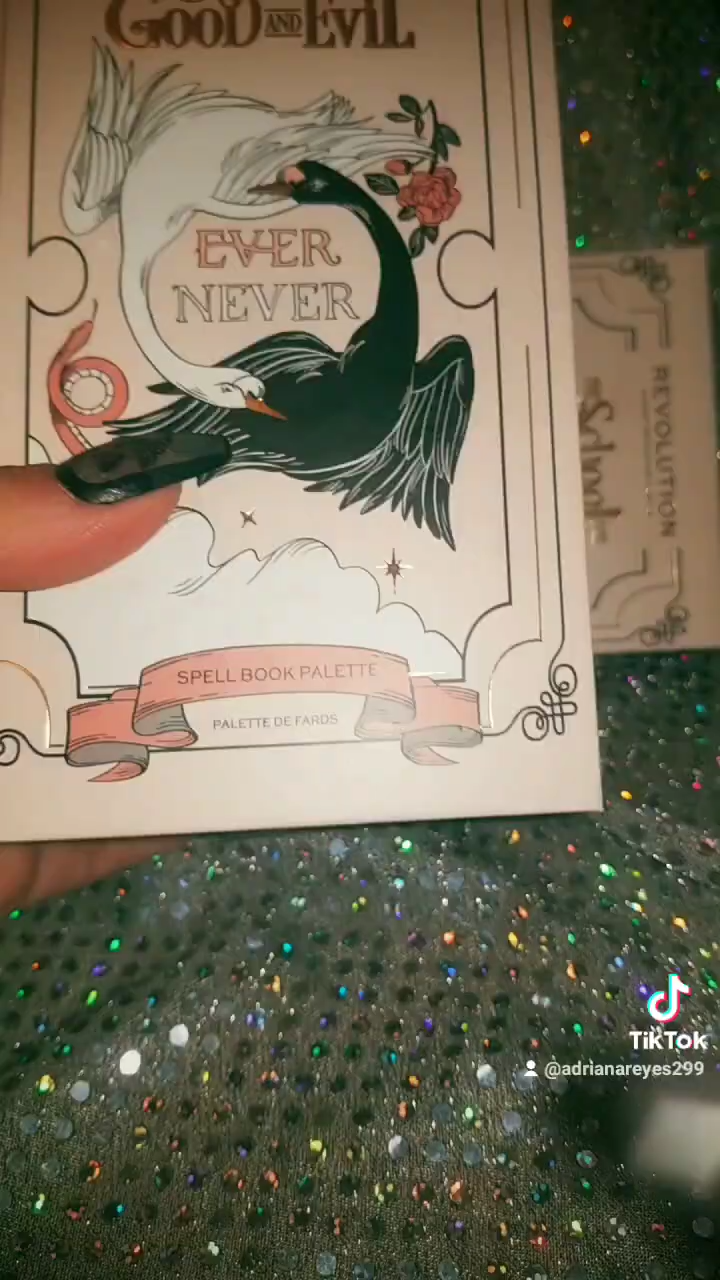 GOOD AND EVIL
EVER
NEVER
SPELL BOOK PALETTE
PALETTE DE FARDS
REVOLUTION
TikTok
@adrianareyes299